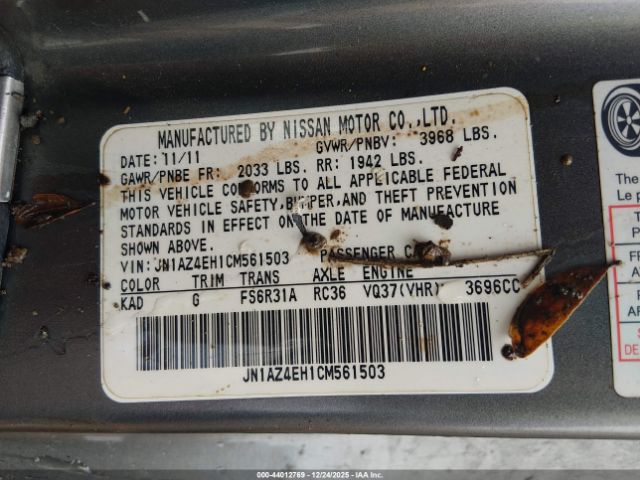 MANUFACTURED BY NISSAN MOTOR CO.,LTD.
DATE: 11/11 GVWR/PNBV: 3968 LBS.
GAWR/PNBE FR: 2033 LBS. RR: 1942 LBS.
THIS VEHICLE CONFORMS TO ALL APPLICABLE FEDERAL
MOTOR VEHICLE SAFETY, BUMPER, AND THEFT PREVENTION
STANDARDS IN EFFECT ON THE DATE OF MANUFACTURE
SHOWN ABOVE.
VIN: JN1AZ4EH1CM561503 PASSENGER CAR
COLOR TRIM TRANS AXLE ENGINE
KAD G FS6R31A RC36 VQ37(VHR) 3696CC
JN1AZ4EH1CM561503
The
Le p
000-44012769 - 12/24/2025 - IAA Inc.